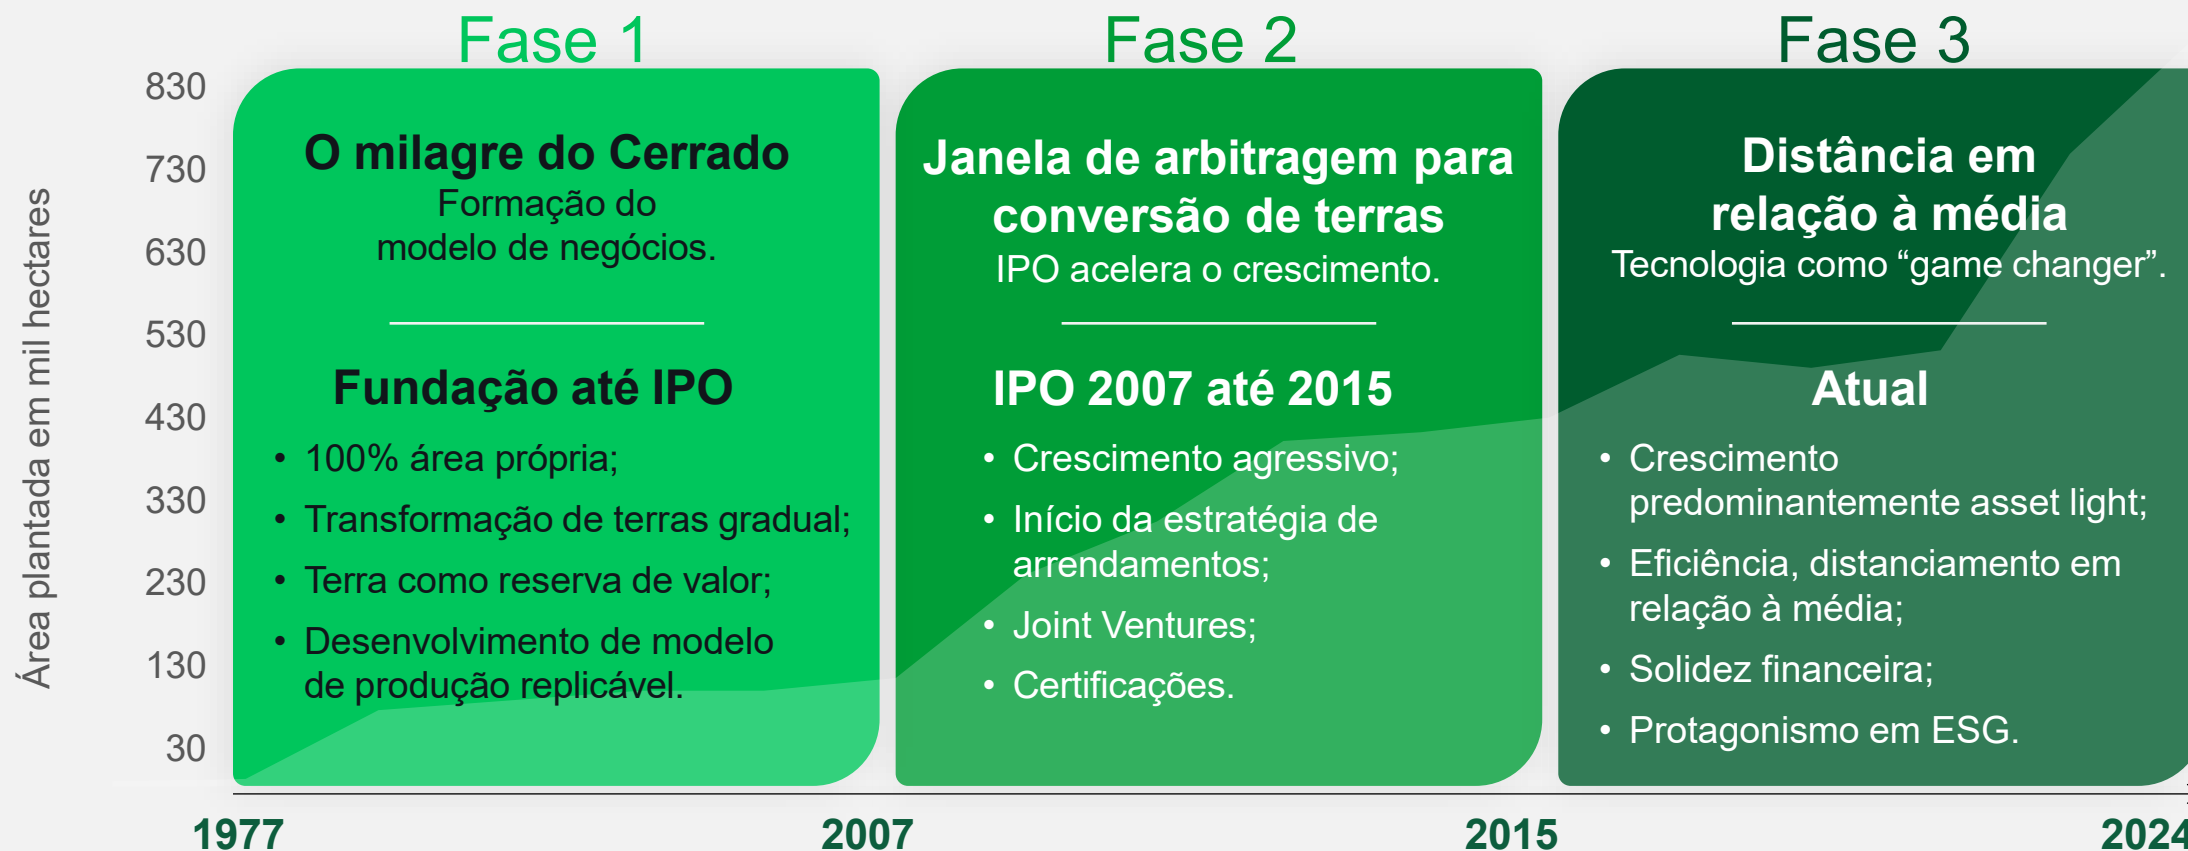 Fase 1
Fase 2
Fase 3
Área plantada em mil hectares
830
730
630
530
430
330
230
130
30
O milagre do Cerrado
Formação do
modelo de negócios.
Fundação até IPO
• 100% área própria;
• Transformação de terras gradual;
• Terra como reserva de valor;
• Desenvolvimento de modelo
de produção replicável.
Janela de arbitragem para
conversão de terras
IPO acelera o crescimento.
IPO 2007 até 2015
• Crescimento agressivo;
• Início da estratégia de
arrendamentos;
• Joint Ventures;
• Certificações.
Distância em
relação à média
Tecnologia como “game changer”.
Atual
• Crescimento
predominantemente asset light;
• Eficiência, distanciamento em
relação à média;
• Solidez financeira;
• Protagonismo em ESG.
1977
2007
2015
2024